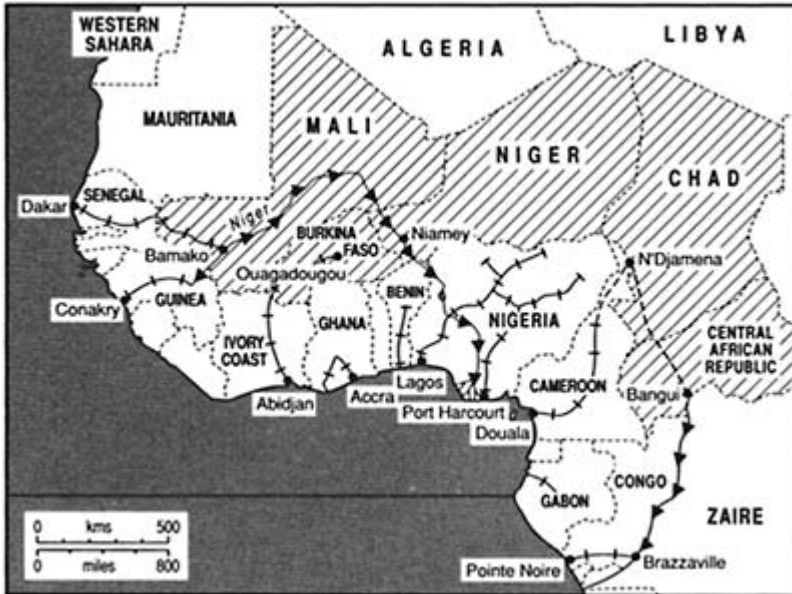 WESTERN
SAHARA
ALGERIA
LIBYA
MAURITANIA
MALI
NIGER
CHAD
SENEGAL
Dakar
Niger
BURKINA
FASO
Niamey
Bamako
N'Djamena
Ouagadougou
BENIN
Conakry
GUINEA
NIGERIA
GHANA
IVORY
COAST
CENTRAL
AFRICAN
REPUBLIC
Lagos
CAMEROON
Abidjan
Accra
Port Harcourt
Bangui
Douala
CONGO
GABON
ZAIRE
0 kms 500
0 miles 800
Pointe Noire
Brazzaville